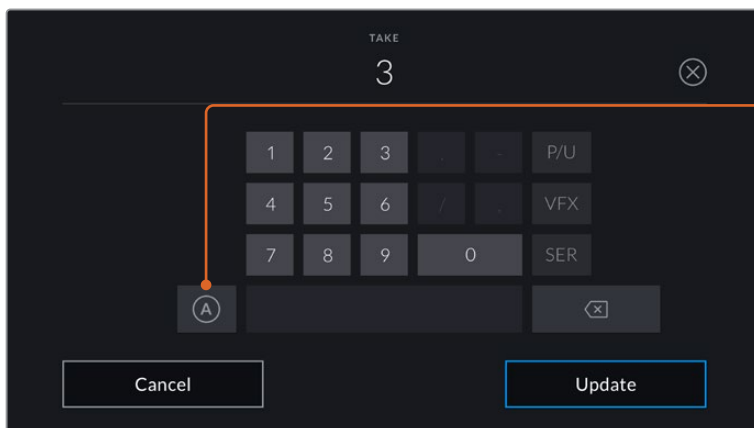 TAKE
3
1 2 3 . - P/U
4 5 6 / , VFX
7 8 9 0 SER
A
Cancel Update